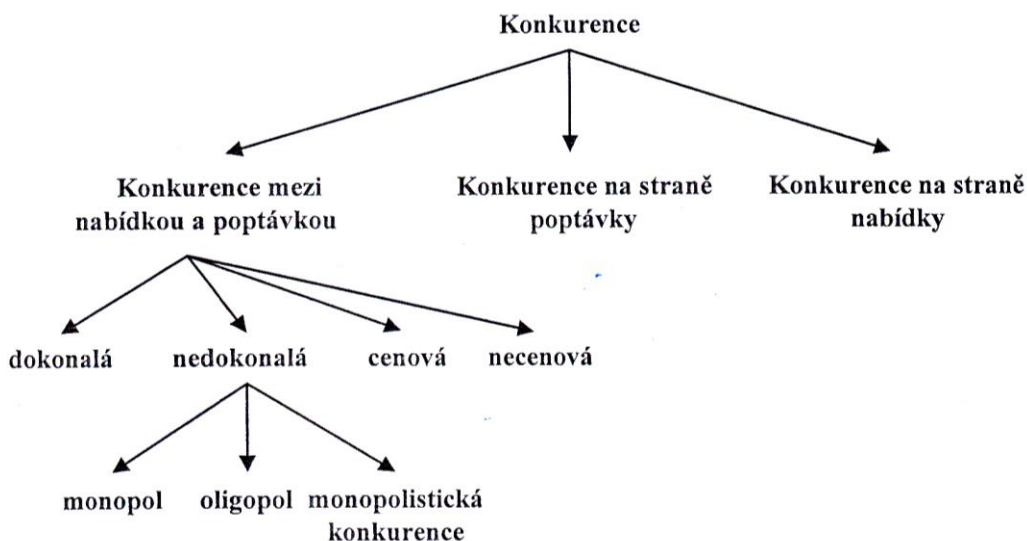 Konkurence
Konkurence mezi
nabídkou a poptávkou
Konkurence na straně
poptávky
Konkurence na straně
nabídky
dokonalá
nedokonalá
cenová
necenová
monopol
oligopol
monopolistická
konkurence